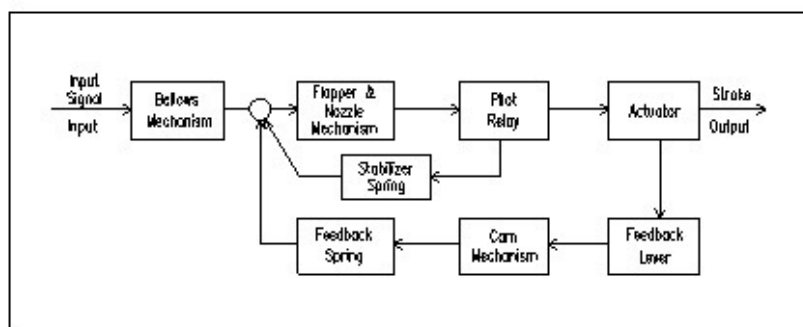 Input
Signal
Input
Bellows
Mechanism
Flapper &
Nozzle
Mechanism
Pilot
Relay
Actuator
Stroke
Output
Stabilizer
Spring
Feedback
Spring
Cam
Mechanism
Feedback
Lever